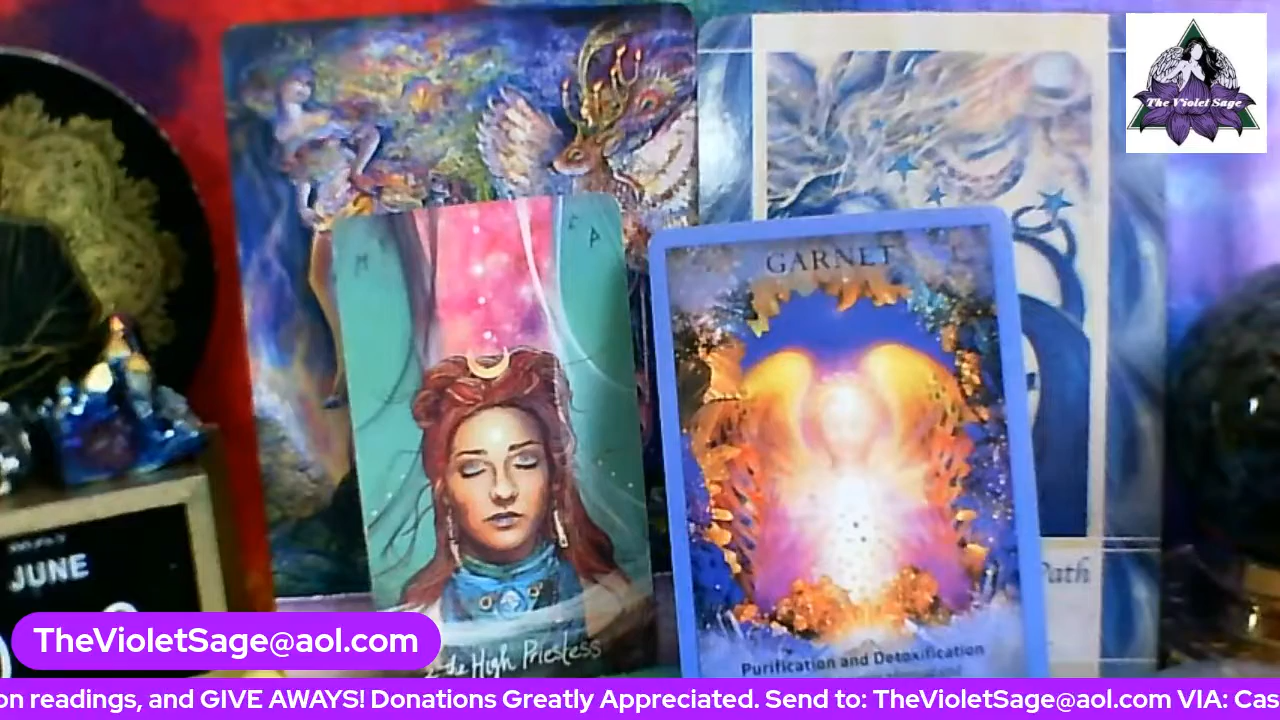 The Violet Sage
GARNET
M
E A
JUNE
Path
2 the High Priestess
Purification and Detoxification
TheVioletSage@aol.com
on readings, and GIVE AWAYS! Donations Greatly Appreciated. Send to: TheVioletSage@aol.com VIA: Cas